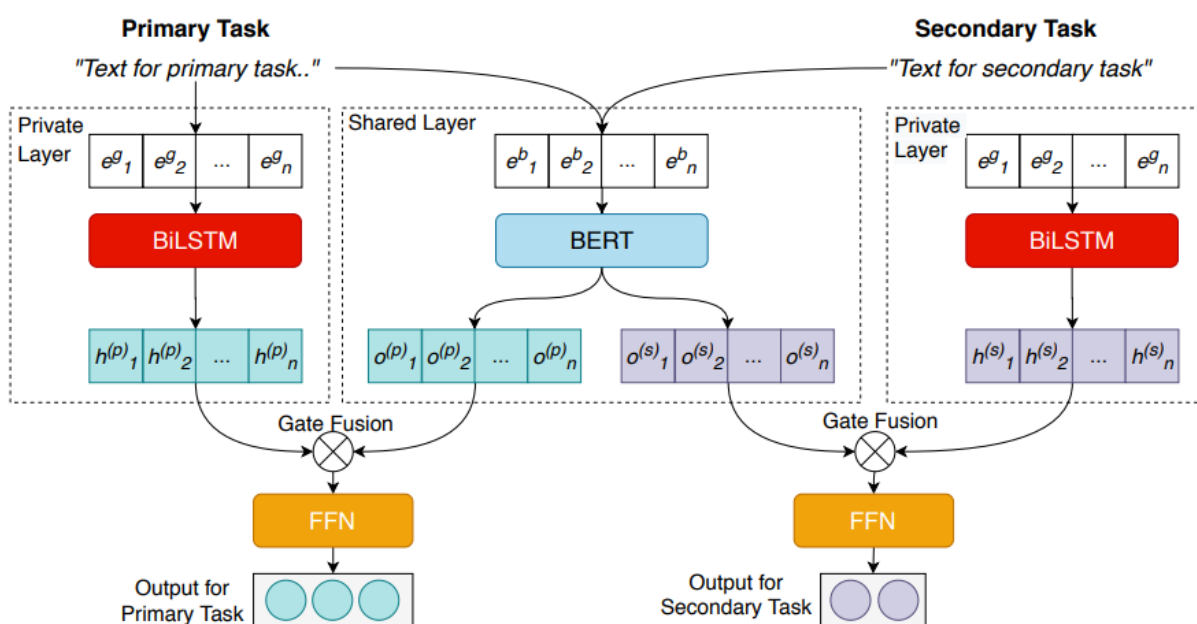 Primary Task
Secondary Task
"Text for primary task.."
"Text for secondary task"
Private
Layer
Shared Layer
Private
Layer
e^g_1 e^g_2 ... e^g_n
e^b_1 e^b_2 ... e^b_n
e^g_1 e^g_2 ... e^g_n
BiLSTM
BERT
BiLSTM
h^(p)_1 h^(p)_2 ... h^(p)_n
o^(p)_1 o^(p)_2 ... o^(p)_n
o^(s)_1 o^(s)_2 ... o^(s)_n
h^(s)_1 h^(s)_2 ... h^(s)_n
Gate Fusion
Gate Fusion
FFN
FFN
Output for
Primary Task
Output for
Secondary Task